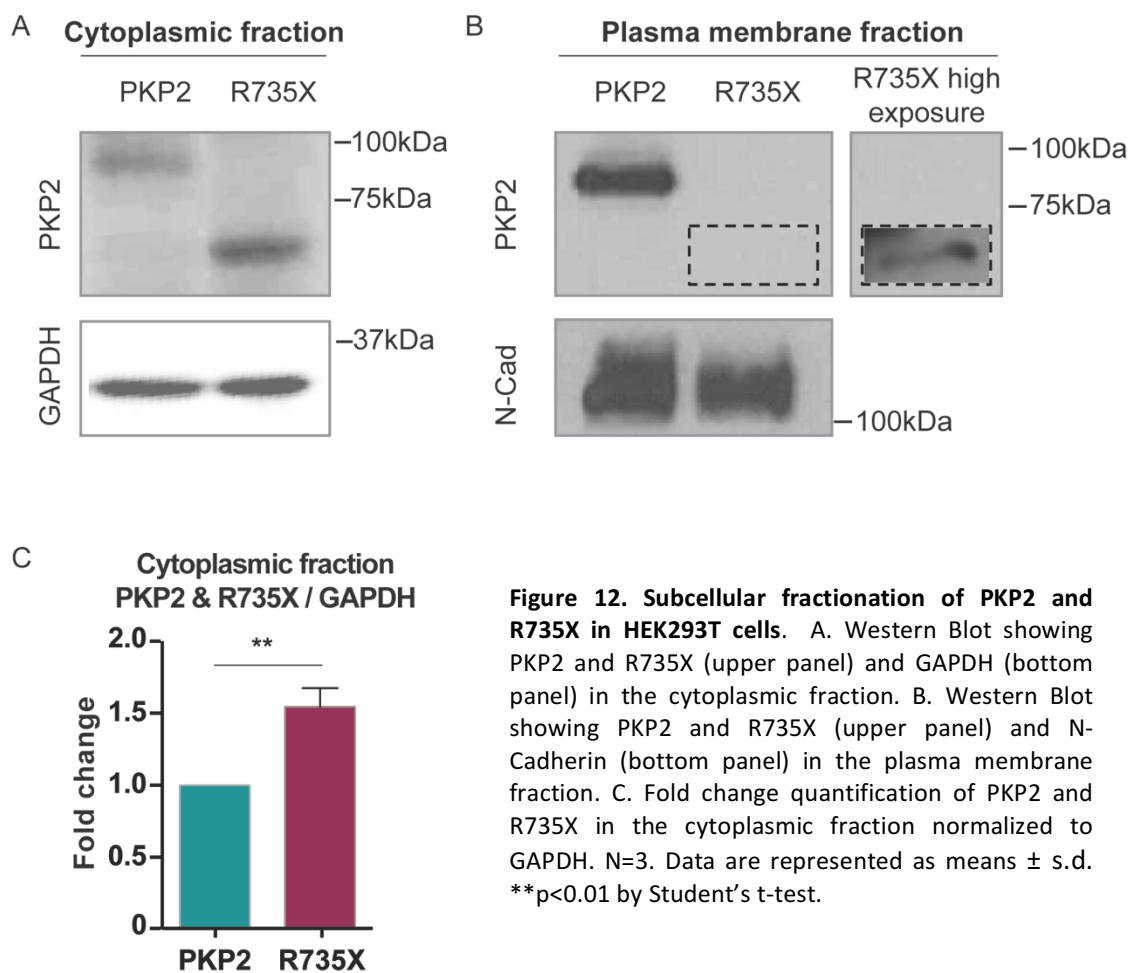 A
Cytoplasmic fraction
PKP2 R735X
PKP2
–100kDa
–75kDa
GAPDH
–37kDa
B
Plasma membrane fraction
PKP2 R735X
R735X high
exposure
PKP2
–100kDa
–75kDa
N-Cad
–100kDa
C
Cytoplasmic fraction
PKP2 & R735X / GAPDH
Fold change
2.0
1.5
1.0
0.5
0
**
PKP2 R735X
Figure 12. Subcellular fractionation of PKP2 and
R735X in HEK293T cells. A. Western Blot showing
PKP2 and R735X (upper panel) and GAPDH (bottom
panel) in the cytoplasmic fraction. B. Western Blot
showing PKP2 and R735X (upper panel) and N-
Cadherin (bottom panel) in the plasma membrane
fraction. C. Fold change quantification of PKP2 and
R735X in the cytoplasmic fraction normalized to
GAPDH. N=3. Data are represented as means ± s.d.
**p<0.01 by Student’s t-test.